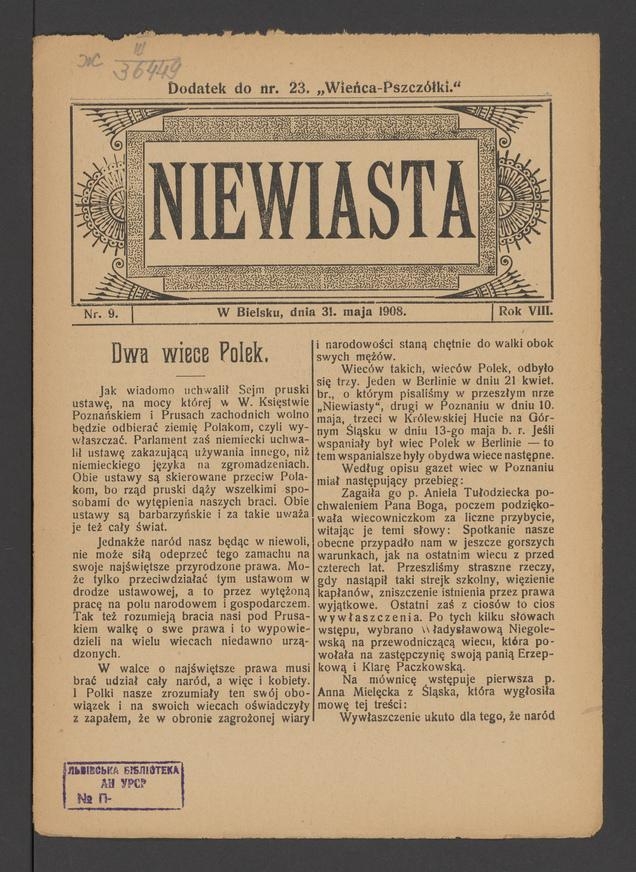 Ж III
36449
Dodatek do nr. 23. „Wieńca-Pszczółki.“
NIEWIASTA
Nr. 9.
W Bielsku, dnia 31. maja 1908.
Rok VIII.
Dwa wiece Polek.
Jak wiadomo uchwalił Sejm pruski
ustawę, na mocy której w W. Księstwie
Poznańskiem i Prusach zachodnich wolno
będzie odbierać ziemię Polakom, czyli wy-
właszczać. Parlament zaś niemiecki uchwa-
lił ustawę zakazującą używania innego, niż
niemieckiego języka na zgromadzeniach.
Obie ustawy są skierowane przeciw Pola-
kom, bo rząd pruski dąży wszelkimi spo-
sobami do wytępienia naszych braci. Obie
ustawy są barbarzyńskie i za takie uważa
je też cały świat.
Jednakże naród nasz będąc w niewoli,
nie może siłą odeprzeć tego zamachu na
swoje najświętsze przyrodzone prawa. Mo-
że tylko przeciwdziałać tym ustawom w
drodze ustawowej, a to przez wytężoną
pracę na polu narodowem i gospodarczem.
Tak też rozumieją bracia nasi pod Prusa-
kiem walkę o swe prawa i to wypowie-
dzieli na wielu wiecach niedawno urzą-
dzonych.
W walce o najświętsze prawa musi
brać udział cały naród, a więc i kobiety.
I Polki nasze zrozumiały ten swój obo-
wiązek i na swoich wiecach oświadczyły
z zapałem, że w obronie zagrożonej wiary
i narodowości staną chętnie do walki obok
swych mężów.
Wieców takich, wieców Polek, odbyło
się trzy. Jeden w Berlinie w dniu 21 kwiet.
br., o którym pisaliśmy w przeszłym nrze
„Niewiasty“, drugi w Poznaniu w dniu 10.
maja, trzeci w Królewskiej Hucie na Gór-
nym Śląsku w dniu 13-go maja b. r. Jeśli
wspaniały był wiec Polek w Berlinie — to
tem wspanialsze były obydwa wiece następne.
Według opisu gazet wiec w Poznaniu
miał następujący przebieg:
Zagaiła go p. Aniela Tułodziecka po-
chwaleniem Pana Boga, poczem podzięko-
wała wiecowniczkom za liczne przybycie,
witając je temi słowy: Spotkanie nasze
obecne przypadło nam w jeszcze gorszych
warunkach, jak na ostatnim wiecu z przed
czterech lat. Przeszliśmy straszne rzeczy,
gdy nastąpił taki strejk szkolny, więzienie
kapłanów, zniszczenie istnienia przez prawa
wyjątkowe. Ostatni zaś z ciosów to cios
wywłaszczenia. Po tych kilku słowach
wstępu, wybrano Władysławową Niegole-
wską na przewodniczącą wiecu, która po-
wołała na zastępczynię swoją panią Erzep-
kową i Klarę Paczkowską.
Na mównicę wstępuje pierwsza p.
Anna Mielęcka z Śląska, która wygłosiła
mowę tej treści:
Wywłaszczenie ukuto dla tego, że naród
ЛЬВІВСЬКА БІБЛІОТЕКА
АН УРСР
№ П-